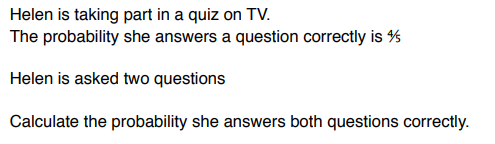 Helen is taking part in a quiz on TV.
The probability she answers a question correctly is ⅘
Helen is asked two questions
Calculate the probability she answers both questions correctly.